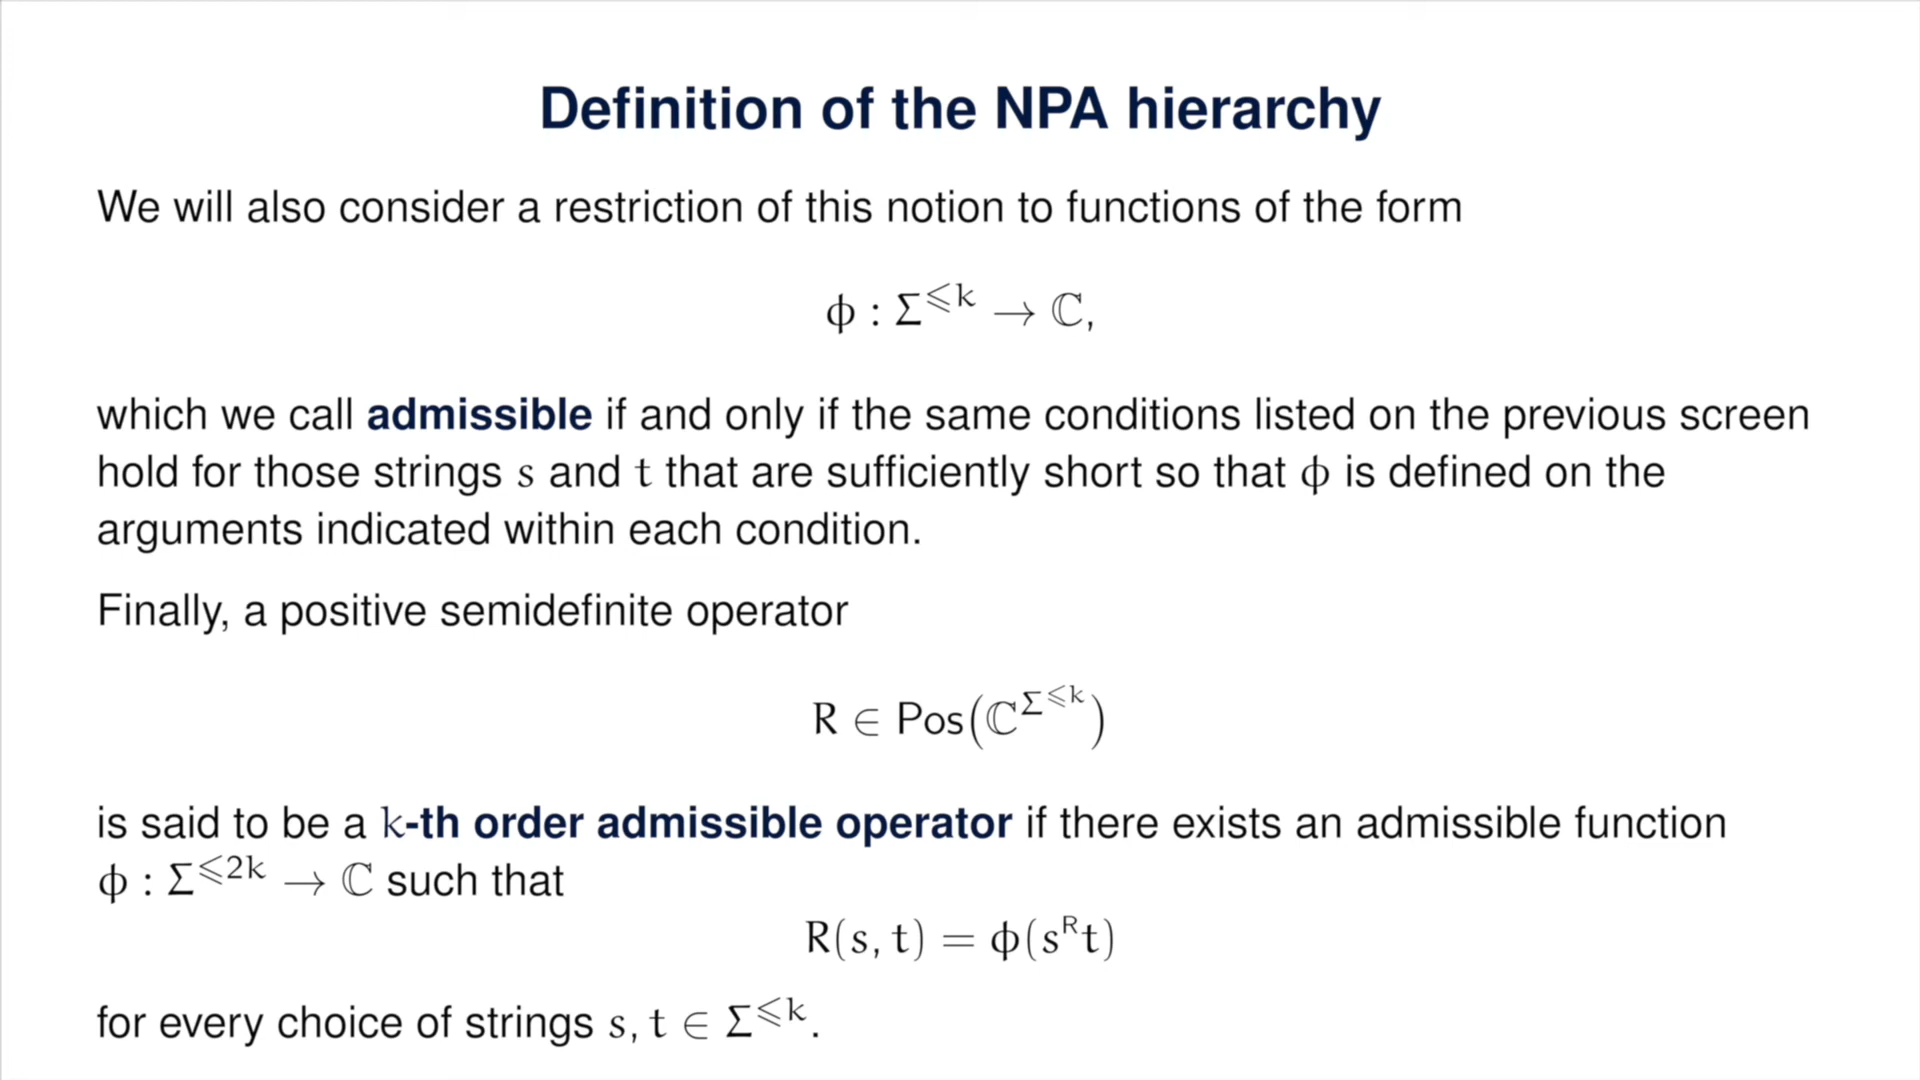 Definition of the NPA hierarchy
We will also consider a restriction of this notion to functions of the form
ϕ : Σ^{⩽k} → ℂ,
which we call admissible if and only if the same conditions listed on the previous screen
hold for those strings s and t that are sufficiently short so that ϕ is defined on the
arguments indicated within each condition.
Finally, a positive semidefinite operator
R ∈ Pos(ℂ^{Σ^{⩽k}})
is said to be a k-th order admissible operator if there exists an admissible function
ϕ : Σ^{⩽2k} → ℂ such that
R(s, t) = ϕ(s^R t)
for every choice of strings s, t ∈ Σ^{⩽k}.